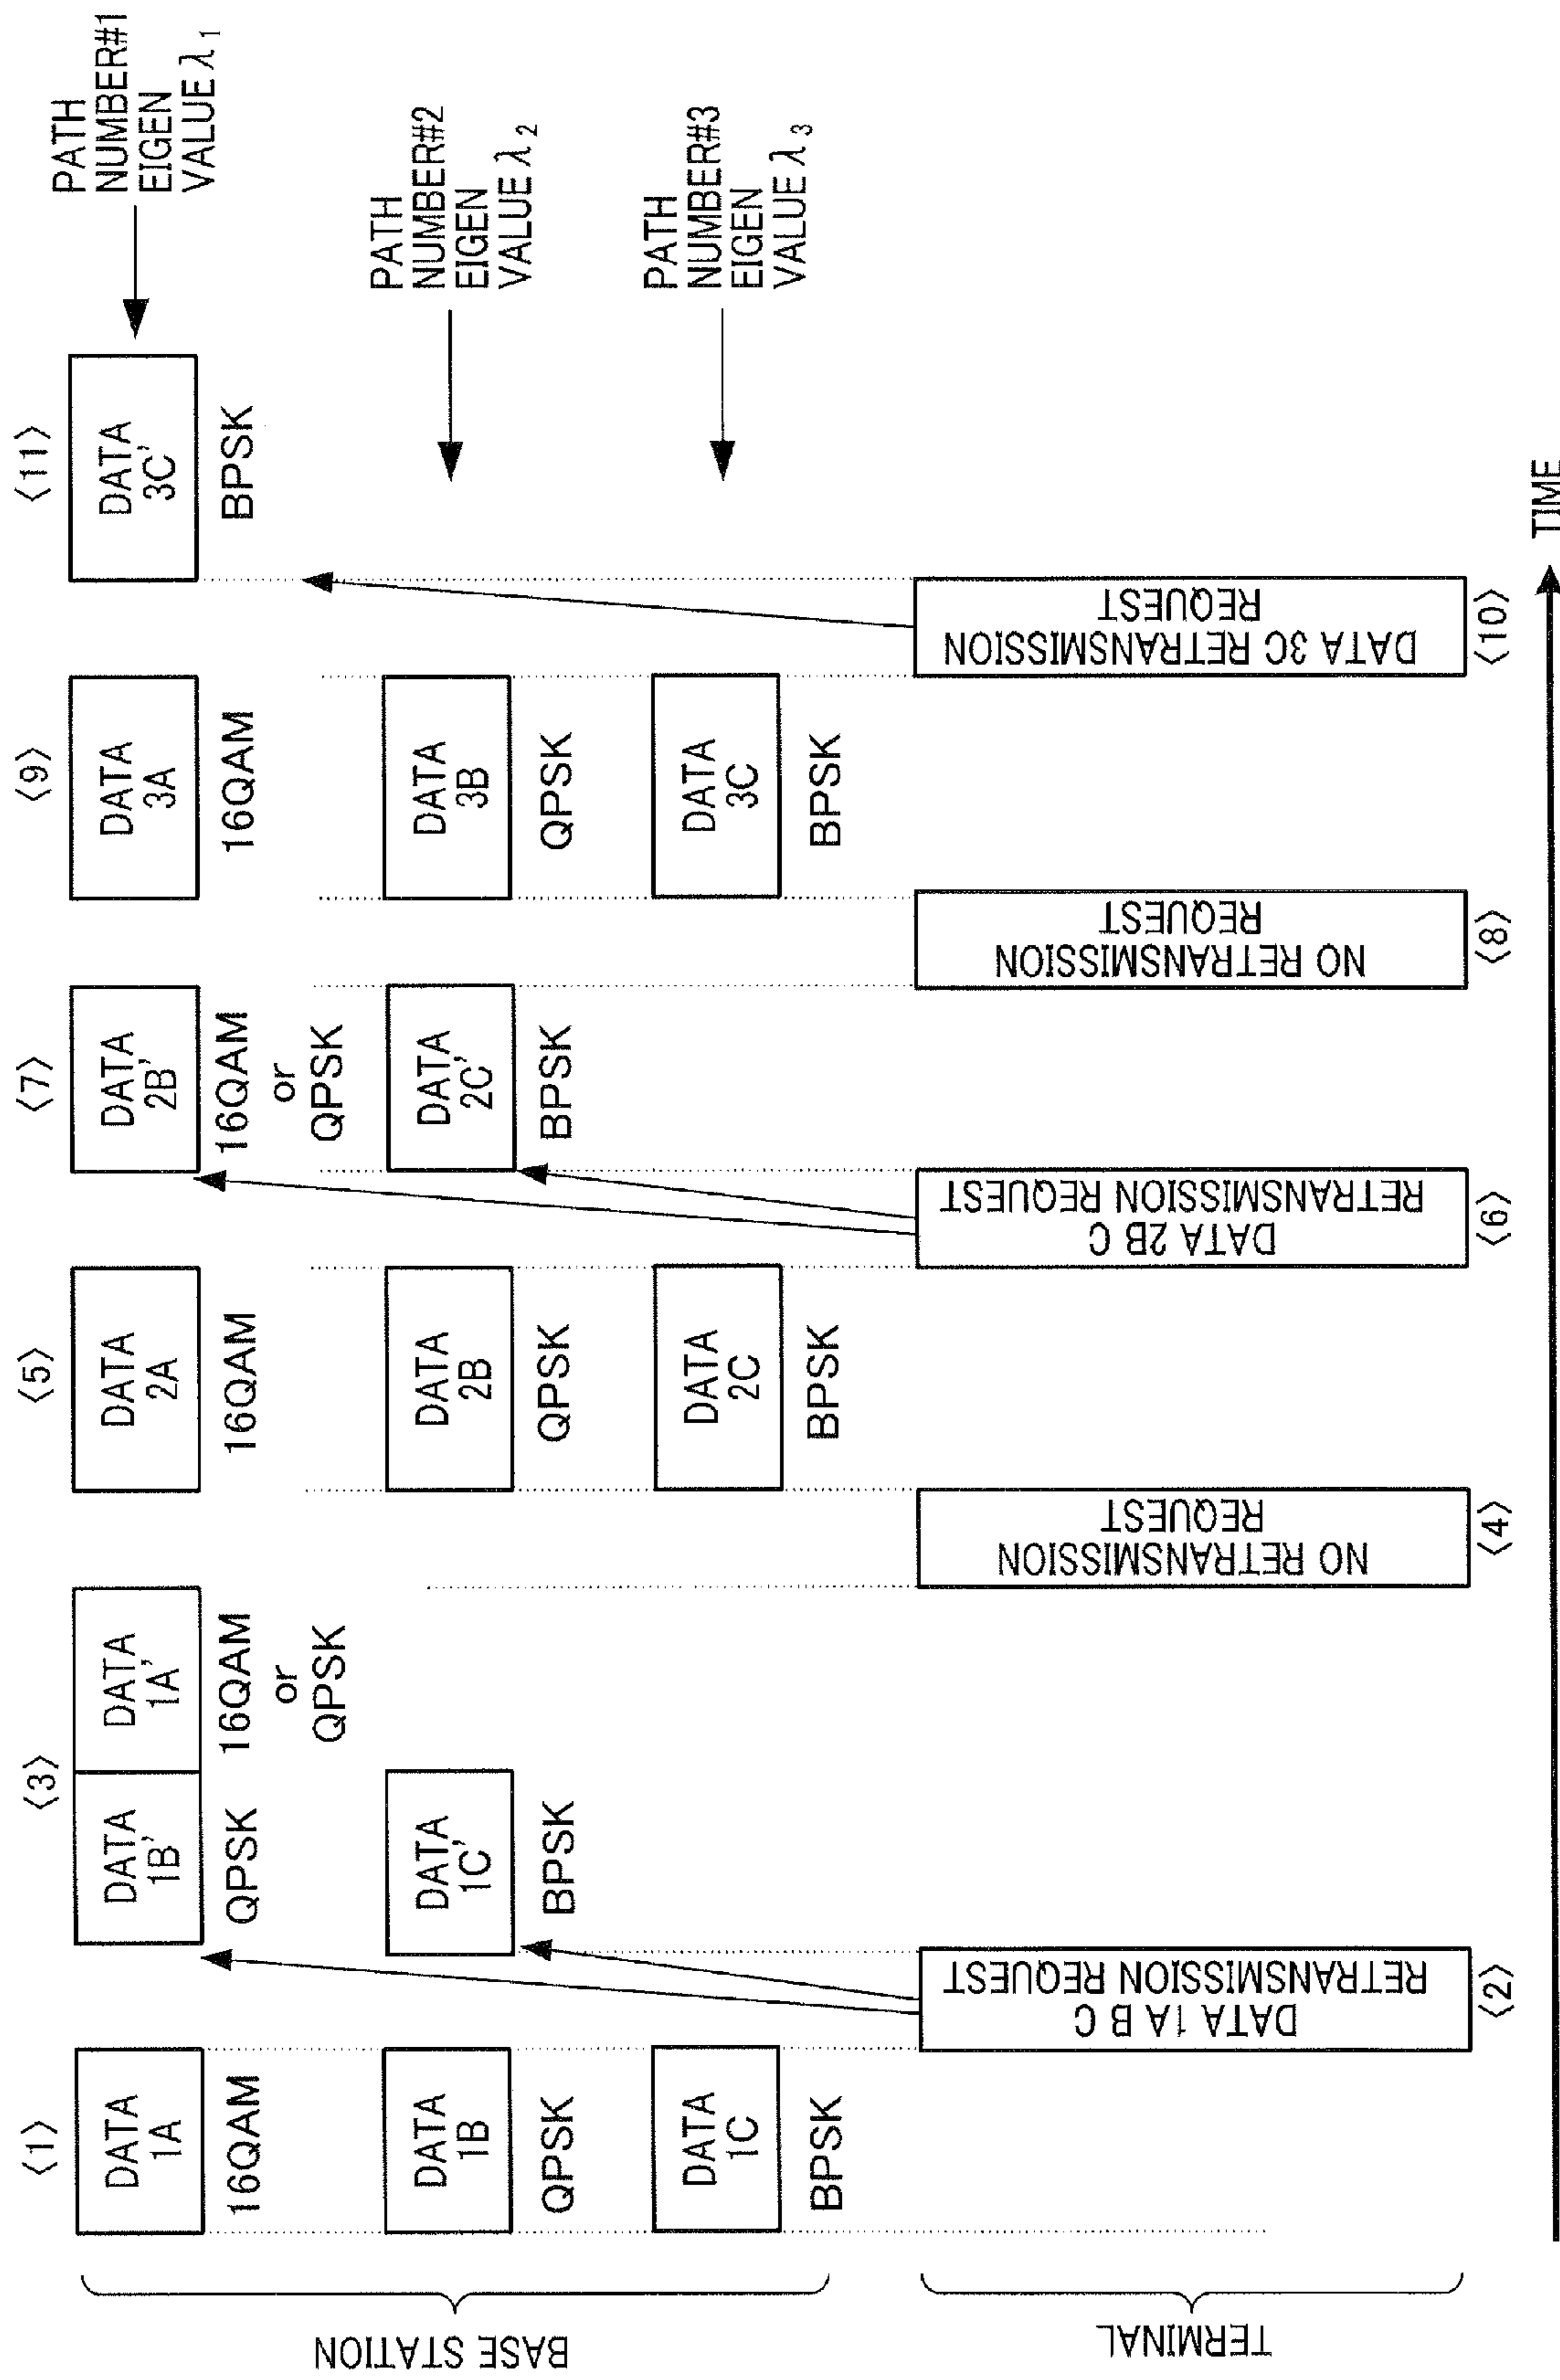 BASE STATION
TERMINAL
<1>
DATA
1A
16QAM
DATA
1B
QPSK
DATA
1C
BPSK
DATA 1A B C
RETRANSMISSION REQUEST
<2>
<3>
DATA
1B'
QPSK
DATA
1A'
16QAM
or
QPSK
DATA
1C'
BPSK
NO RETRANSMISSION
REQUEST
<4>
<5>
DATA
2A
16QAM
DATA
2B
QPSK
DATA
2C
BPSK
DATA 2B C
RETRANSMISSION REQUEST
<6>
<7>
DATA
2B'
16QAM
or
QPSK
DATA
2C'
BPSK
NO RETRANSMISSION
REQUEST
<8>
<9>
DATA
3A
16QAM
DATA
3B
QPSK
DATA
3C
BPSK
DATA 3C RETRANSMISSION
REQUEST
<10>
<11>
DATA
3C'
BPSK
PATH
NUMBER#1
EIGEN
VALUE λ1
PATH
NUMBER#2
EIGEN
VALUE λ2
PATH
NUMBER#3
EIGEN
VALUE λ3
TIME